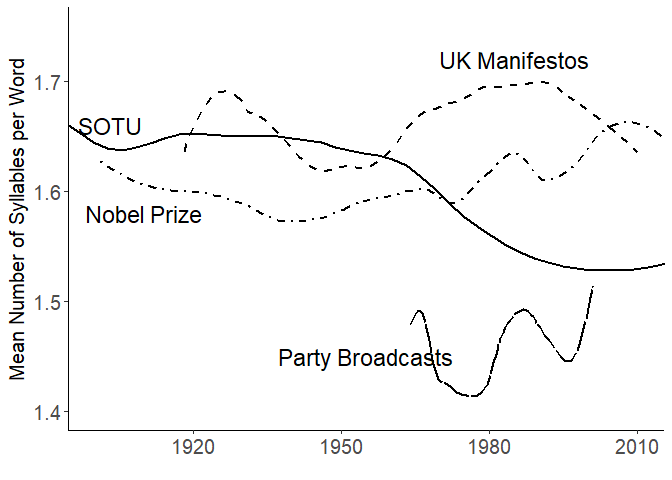 UK Manifestos
1.7
SOTU
1.6
Nobel Prize
1.5
Party Broadcasts
1.4
Mean Number of Syllables per Word
1920 1950 1980 2010